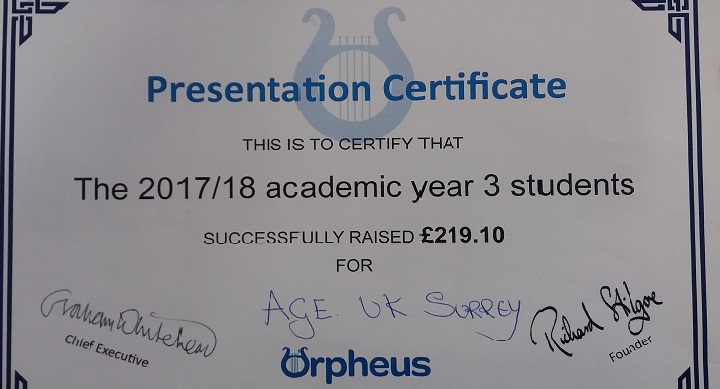 Presentation Certificate
THIS IS TO CERTIFY THAT
The 2017/18 academic year 3 students
SUCCESSFULLY RAISED £219.10
FOR
AGE. UK SURREY
Graham Whitehead
Chief Executive
Richard Stilgoe
Founder
Orpheus